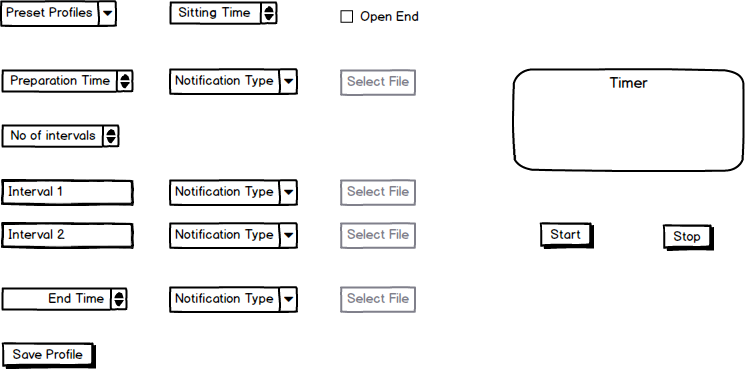 Preset Profiles
Sitting Time
Open End
Preparation Time
Notification Type
Select File
Timer
No of intervals
Interval 1
Notification Type
Select File
Interval 2
Notification Type
Select File
Start
Stop
End Time
Notification Type
Select File
Save Profile